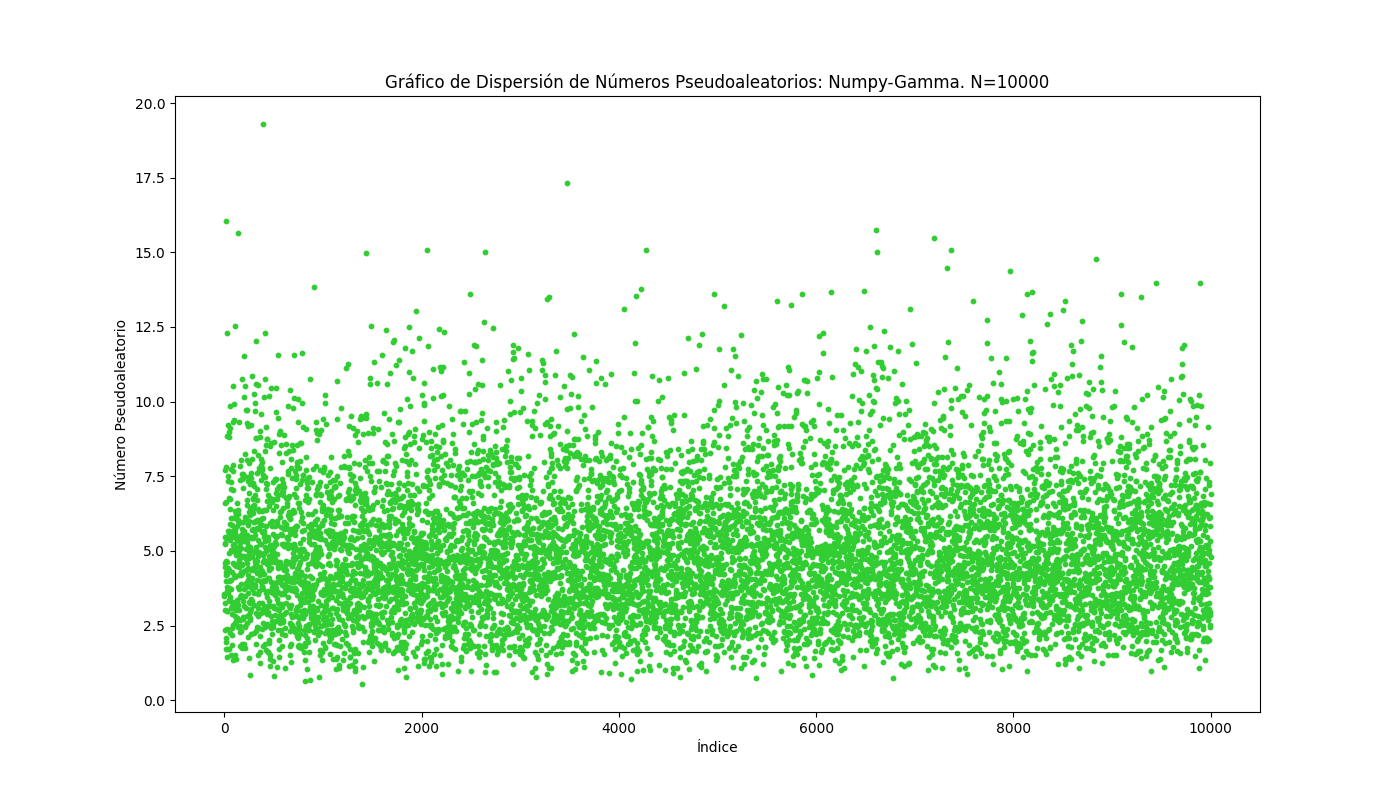 Gráfico de Dispersión de Números Pseudoaleatorios: Numpy-Gamma. N=10000
20.0
17.5
15.0
12.5
10.0
7.5
5.0
2.5
0.0
Número Pseudoaleatorio
0 2000 4000 6000 8000 10000
Índice